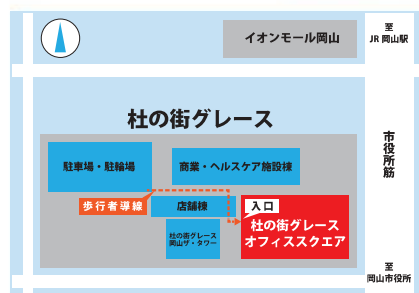 イオンモール岡山
至
JR 岡山駅
杜の街グレース
市役所筋
駐車場・駐輪場
商業・ヘルスケア施設棟
歩行者導線
店舗棟
入口
杜の街グレース
オフィススクエア
杜の街グレース
岡山ザ・タワー
至
岡山市役所